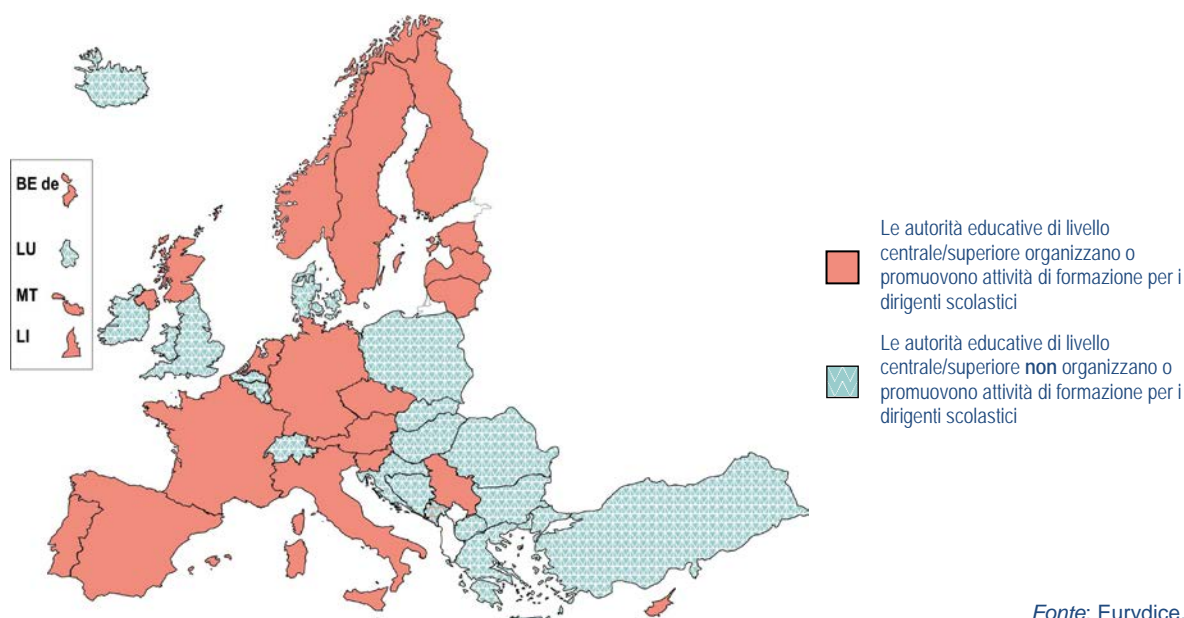 BE de
LU
MT
LI
Le autorità educative di livello
centrale/superiore organizzano o
promuovono attività di formazione per i
dirigenti scolastici
Le autorità educative di livello
centrale/superiore non organizzano o
promuovono attività di formazione per i
dirigenti scolastici
Fonte: Eurydice.